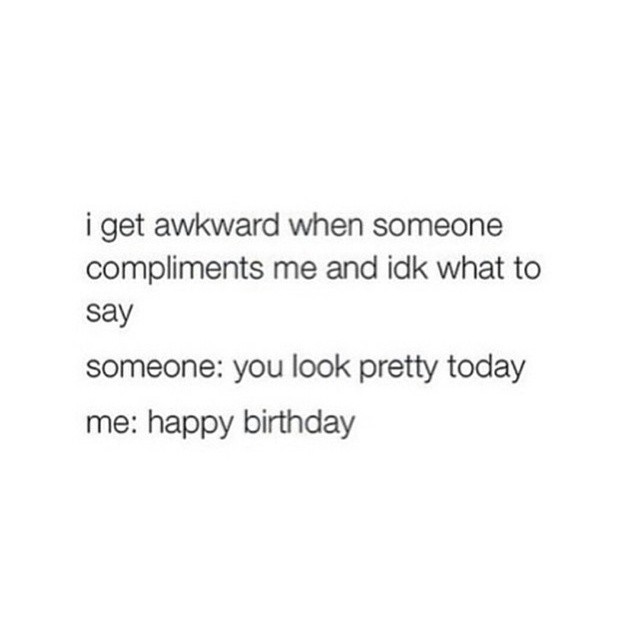 i get awkward when someone
compliments me and idk what to
say
someone: you look pretty today
me: happy birthday